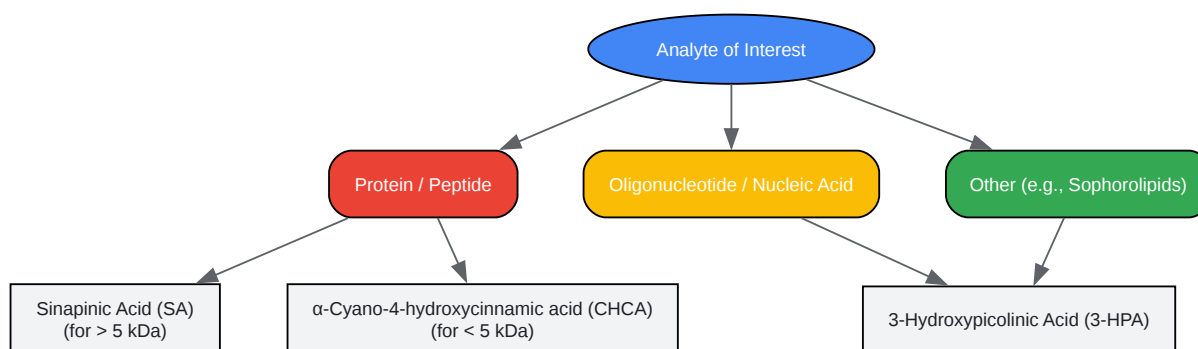 Analyte of Interest
Protein / Peptide
Oligonucleotide / Nucleic Acid
Other (e.g., Sophorolipids)
Sinapinic Acid (SA)
(for > 5 kDa)
α-Cyano-4-hydroxycinnamic acid (CHCA)
(for < 5 kDa)
3-Hydroxypicolinic Acid (3-HPA)